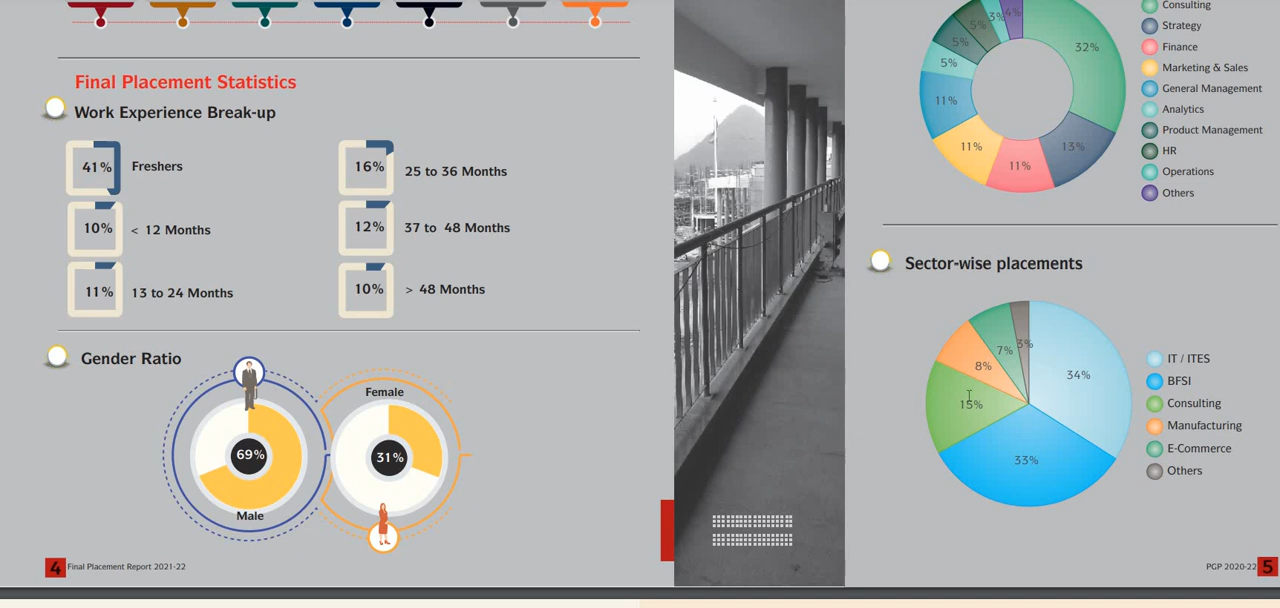 Final Placement Statistics
Work Experience Break-up
41% Freshers
10% < 12 Months
11% 13 to 24 Months
16% 25 to 36 Months
12% 37 to 48 Months
10% > 48 Months
Gender Ratio
69%
Male
Female
31%
4 Final Placement Report 2021-22
32%
13%
11%
11%
11%
5%
5%
5%
3%
4%
Consulting
Strategy
Finance
Marketing & Sales
General Management
Analytics
Product Management
HR
Operations
Others
Sector-wise placements
34%
33%
15%
8%
7%
3%
IT / ITES
BFSI
Consulting
Manufacturing
E-Commerce
Others
PGP 2020-22 5